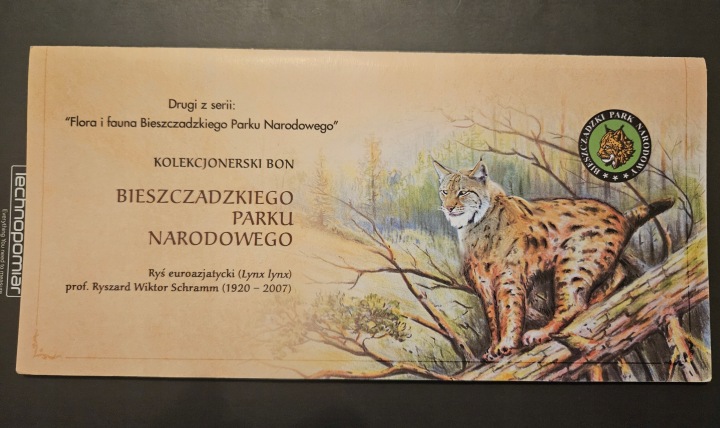 Drugi z serii:
"Flora i fauna Bieszczadzkiego Parku Narodowego"
KOLEKCJONERSKI BON
BIESZCZADZKIEGO
PARKU
NARODOWEGO
Ryś euroazjatycki (Lynx lynx)
prof. Ryszard Wiktor Schramm (1920 – 2007)
BIESZCZADZKI PARK NARODOWY
Technopomiar